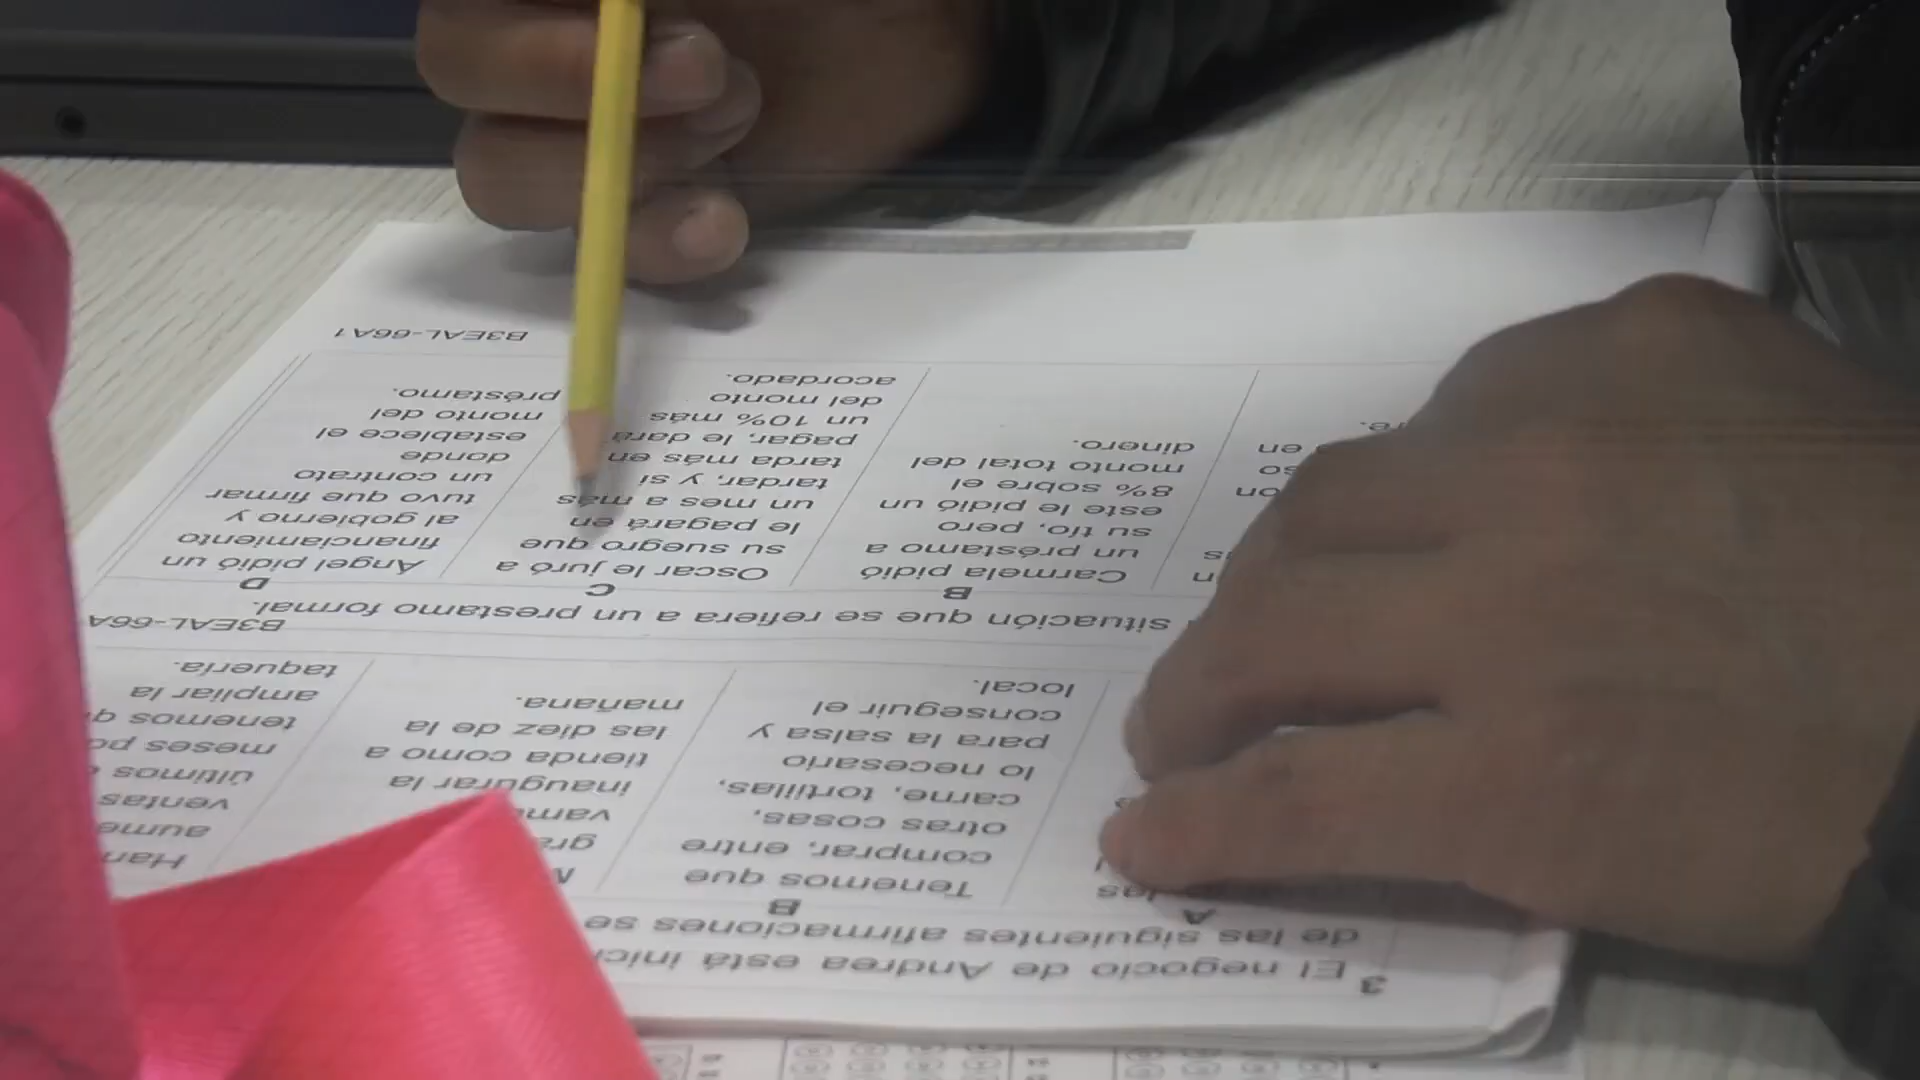 3 El negocio de Andrea está inici
de las siguientes afirmaciones se
A
las
B
Tenemos que
comprar, entre
otras cosas,
carne, tortillas,
lo necesario
para la salsa y
conseguir el
local.
inaugurar la
tienda como a
las diez de la
mañana.
Han
aume
ventas
últimos
meses po
tenemos q
ampliar la
taquería.
B3EAL-66A
situación que se refiera a un préstamo formal.
B
Carmela pidió
un préstamo a
su tío, pero
este le pidió un
8% sobre el
monto total del
dinero.
C
Oscar le juró a
su suegro que
le pagará en
un mes a más
tardar, y si
tarda más en
pagar, le dará
un 10% más
del monto
acordado.
D
Ángel pidió un
financiamiento
al gobierno y
tuvo que firmar
un contrato
donde
establece el
monto del
préstamo.
B3EAL-66A1